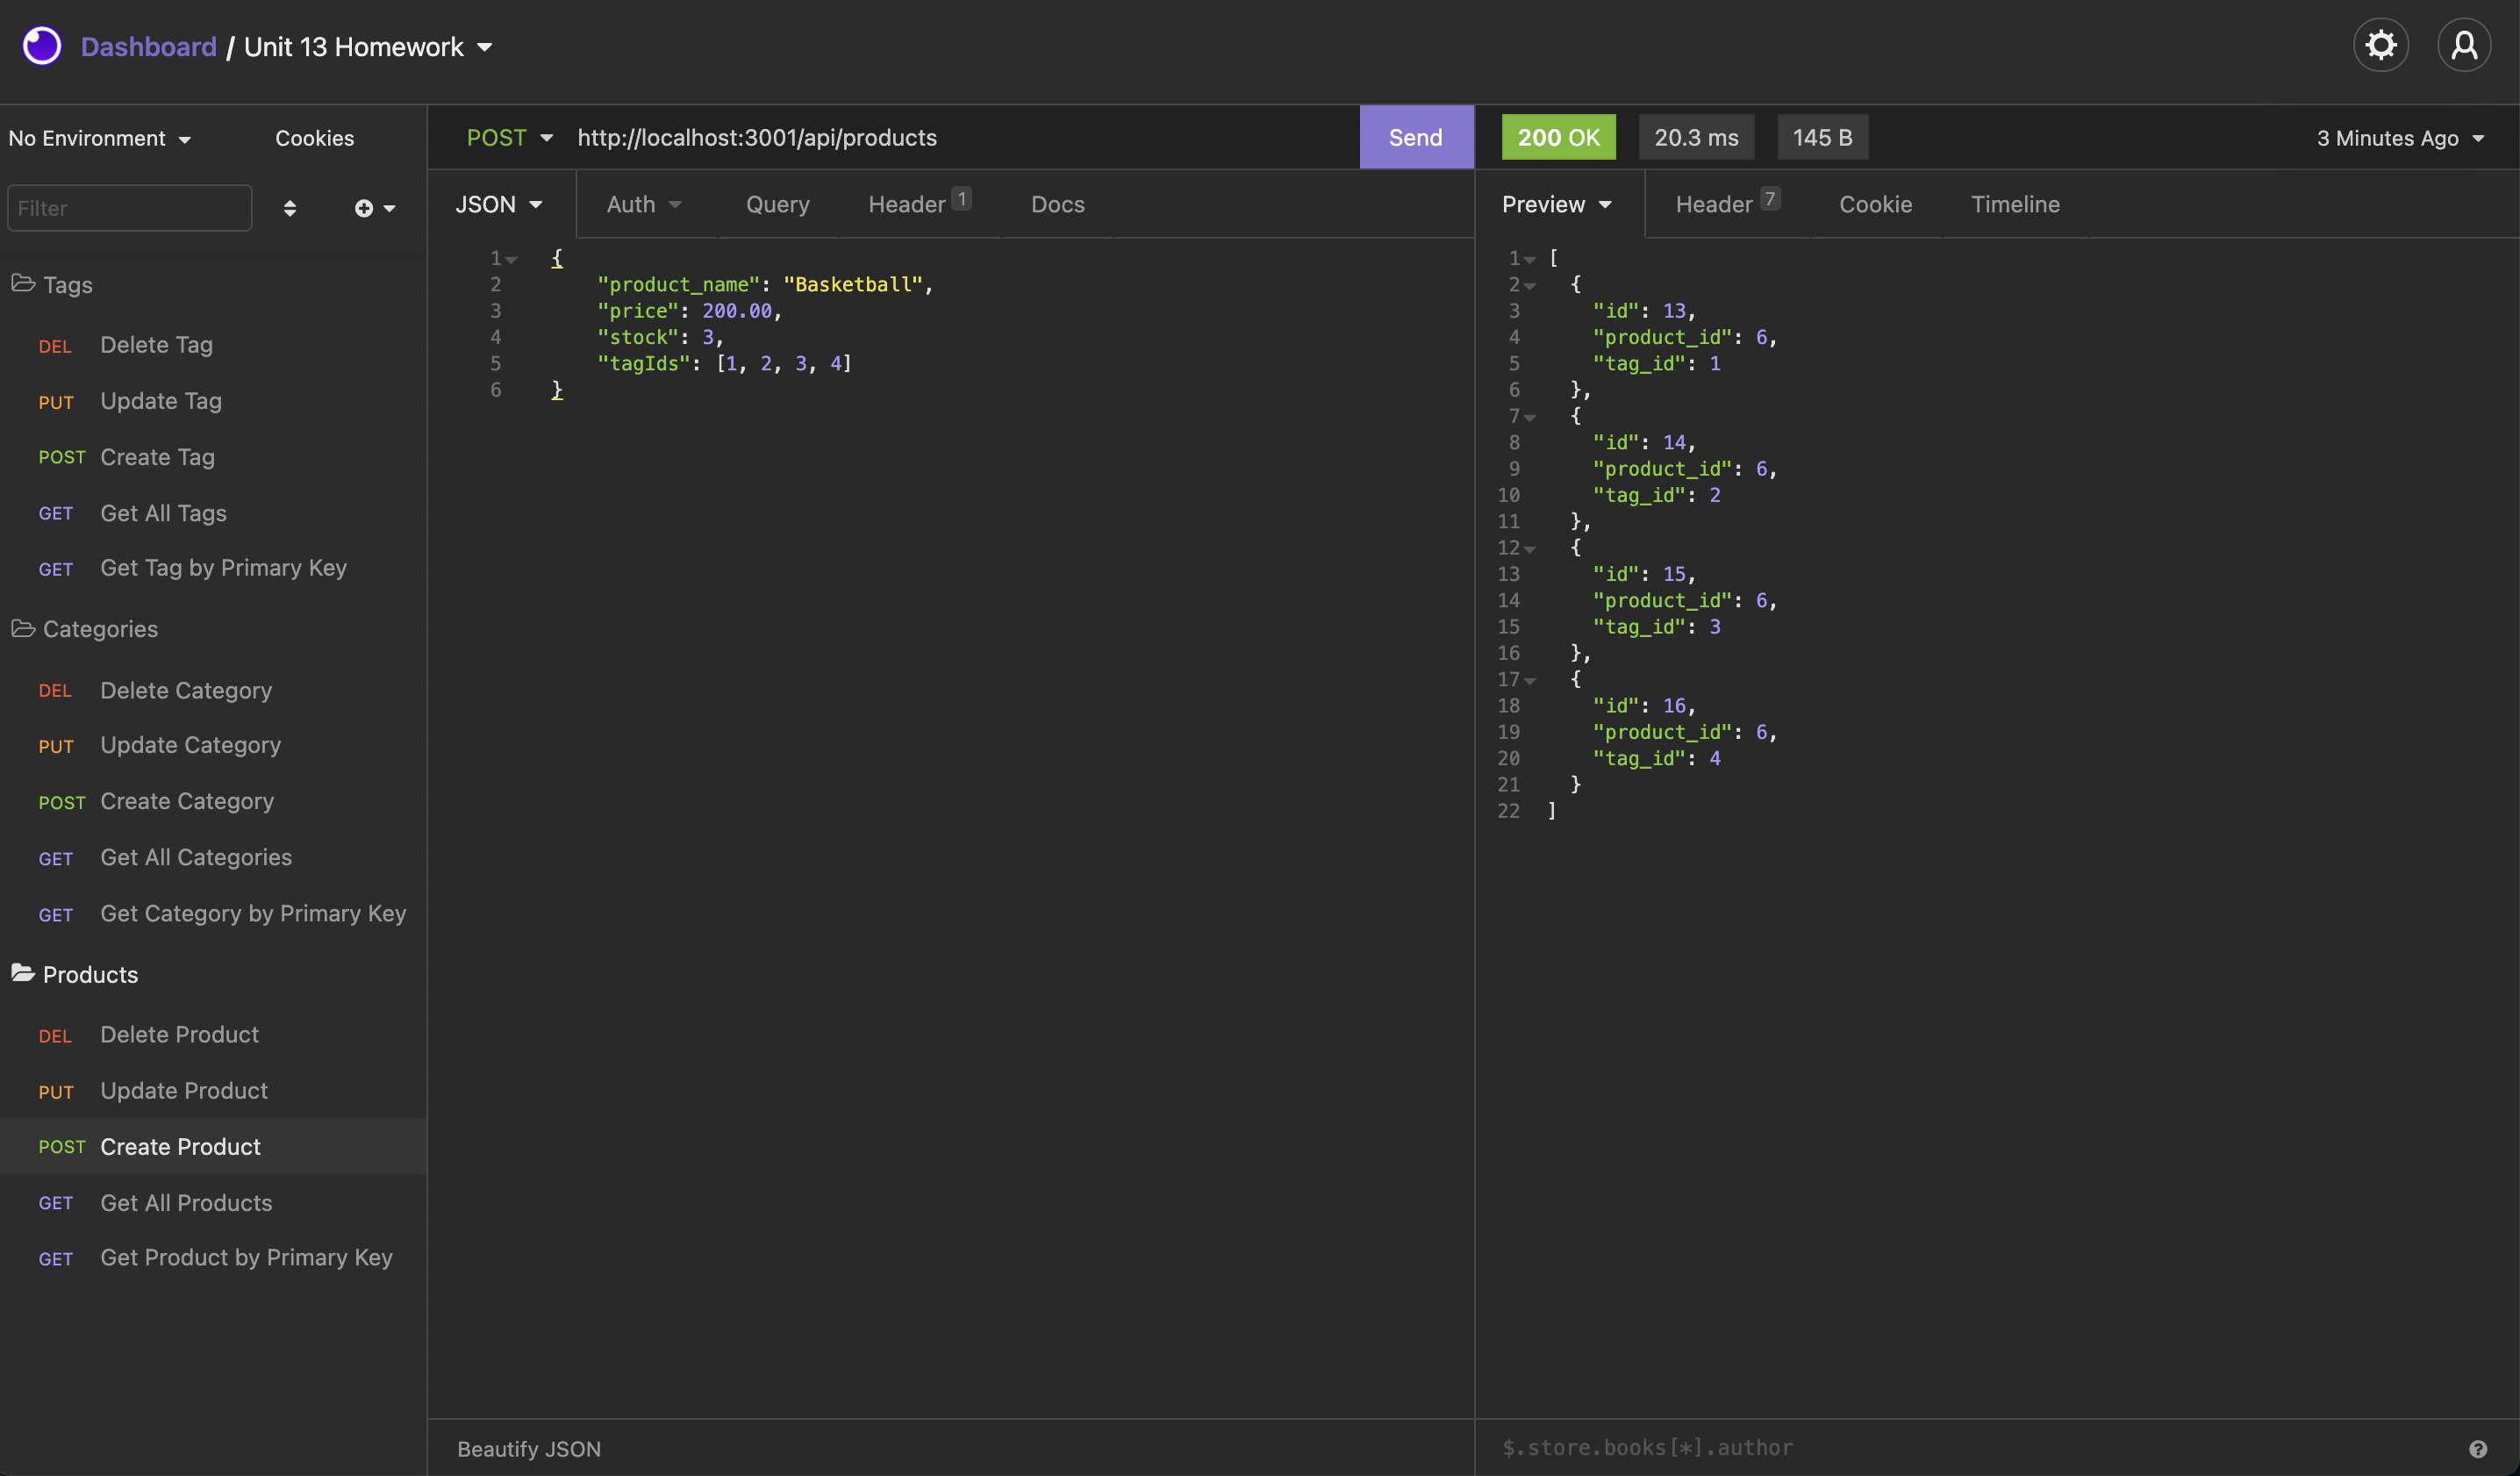 Dashboard / Unit 13 Homework
No Environment
Cookies
Filter
Tags
DEL Delete Tag
PUT Update Tag
POST Create Tag
GET Get All Tags
GET Get Tag by Primary Key
Categories
DEL Delete Category
PUT Update Category
POST Create Category
GET Get All Categories
GET Get Category by Primary Key
Products
DEL Delete Product
PUT Update Product
POST Create Product
GET Get All Products
GET Get Product by Primary Key
POST http://localhost:3001/api/products Send
JSON Auth Query Header 1 Docs
1 {
2 "product_name": "Basketball",
3 "price": 200.00,
4 "stock": 3,
5 "tagIds": [1, 2, 3, 4]
6 }
Beautify JSON
200 OK 20.3 ms 145 B 3 Minutes Ago
Preview Header 7 Cookie Timeline
1 [
2 {
3 "id": 13,
4 "product_id": 6,
5 "tag_id": 1
6 },
7 {
8 "id": 14,
9 "product_id": 6,
10 "tag_id": 2
11 },
12 {
13 "id": 15,
14 "product_id": 6,
15 "tag_id": 3
16 },
17 {
18 "id": 16,
19 "product_id": 6,
20 "tag_id": 4
21 }
22 ]
$.store.books[*].author
?